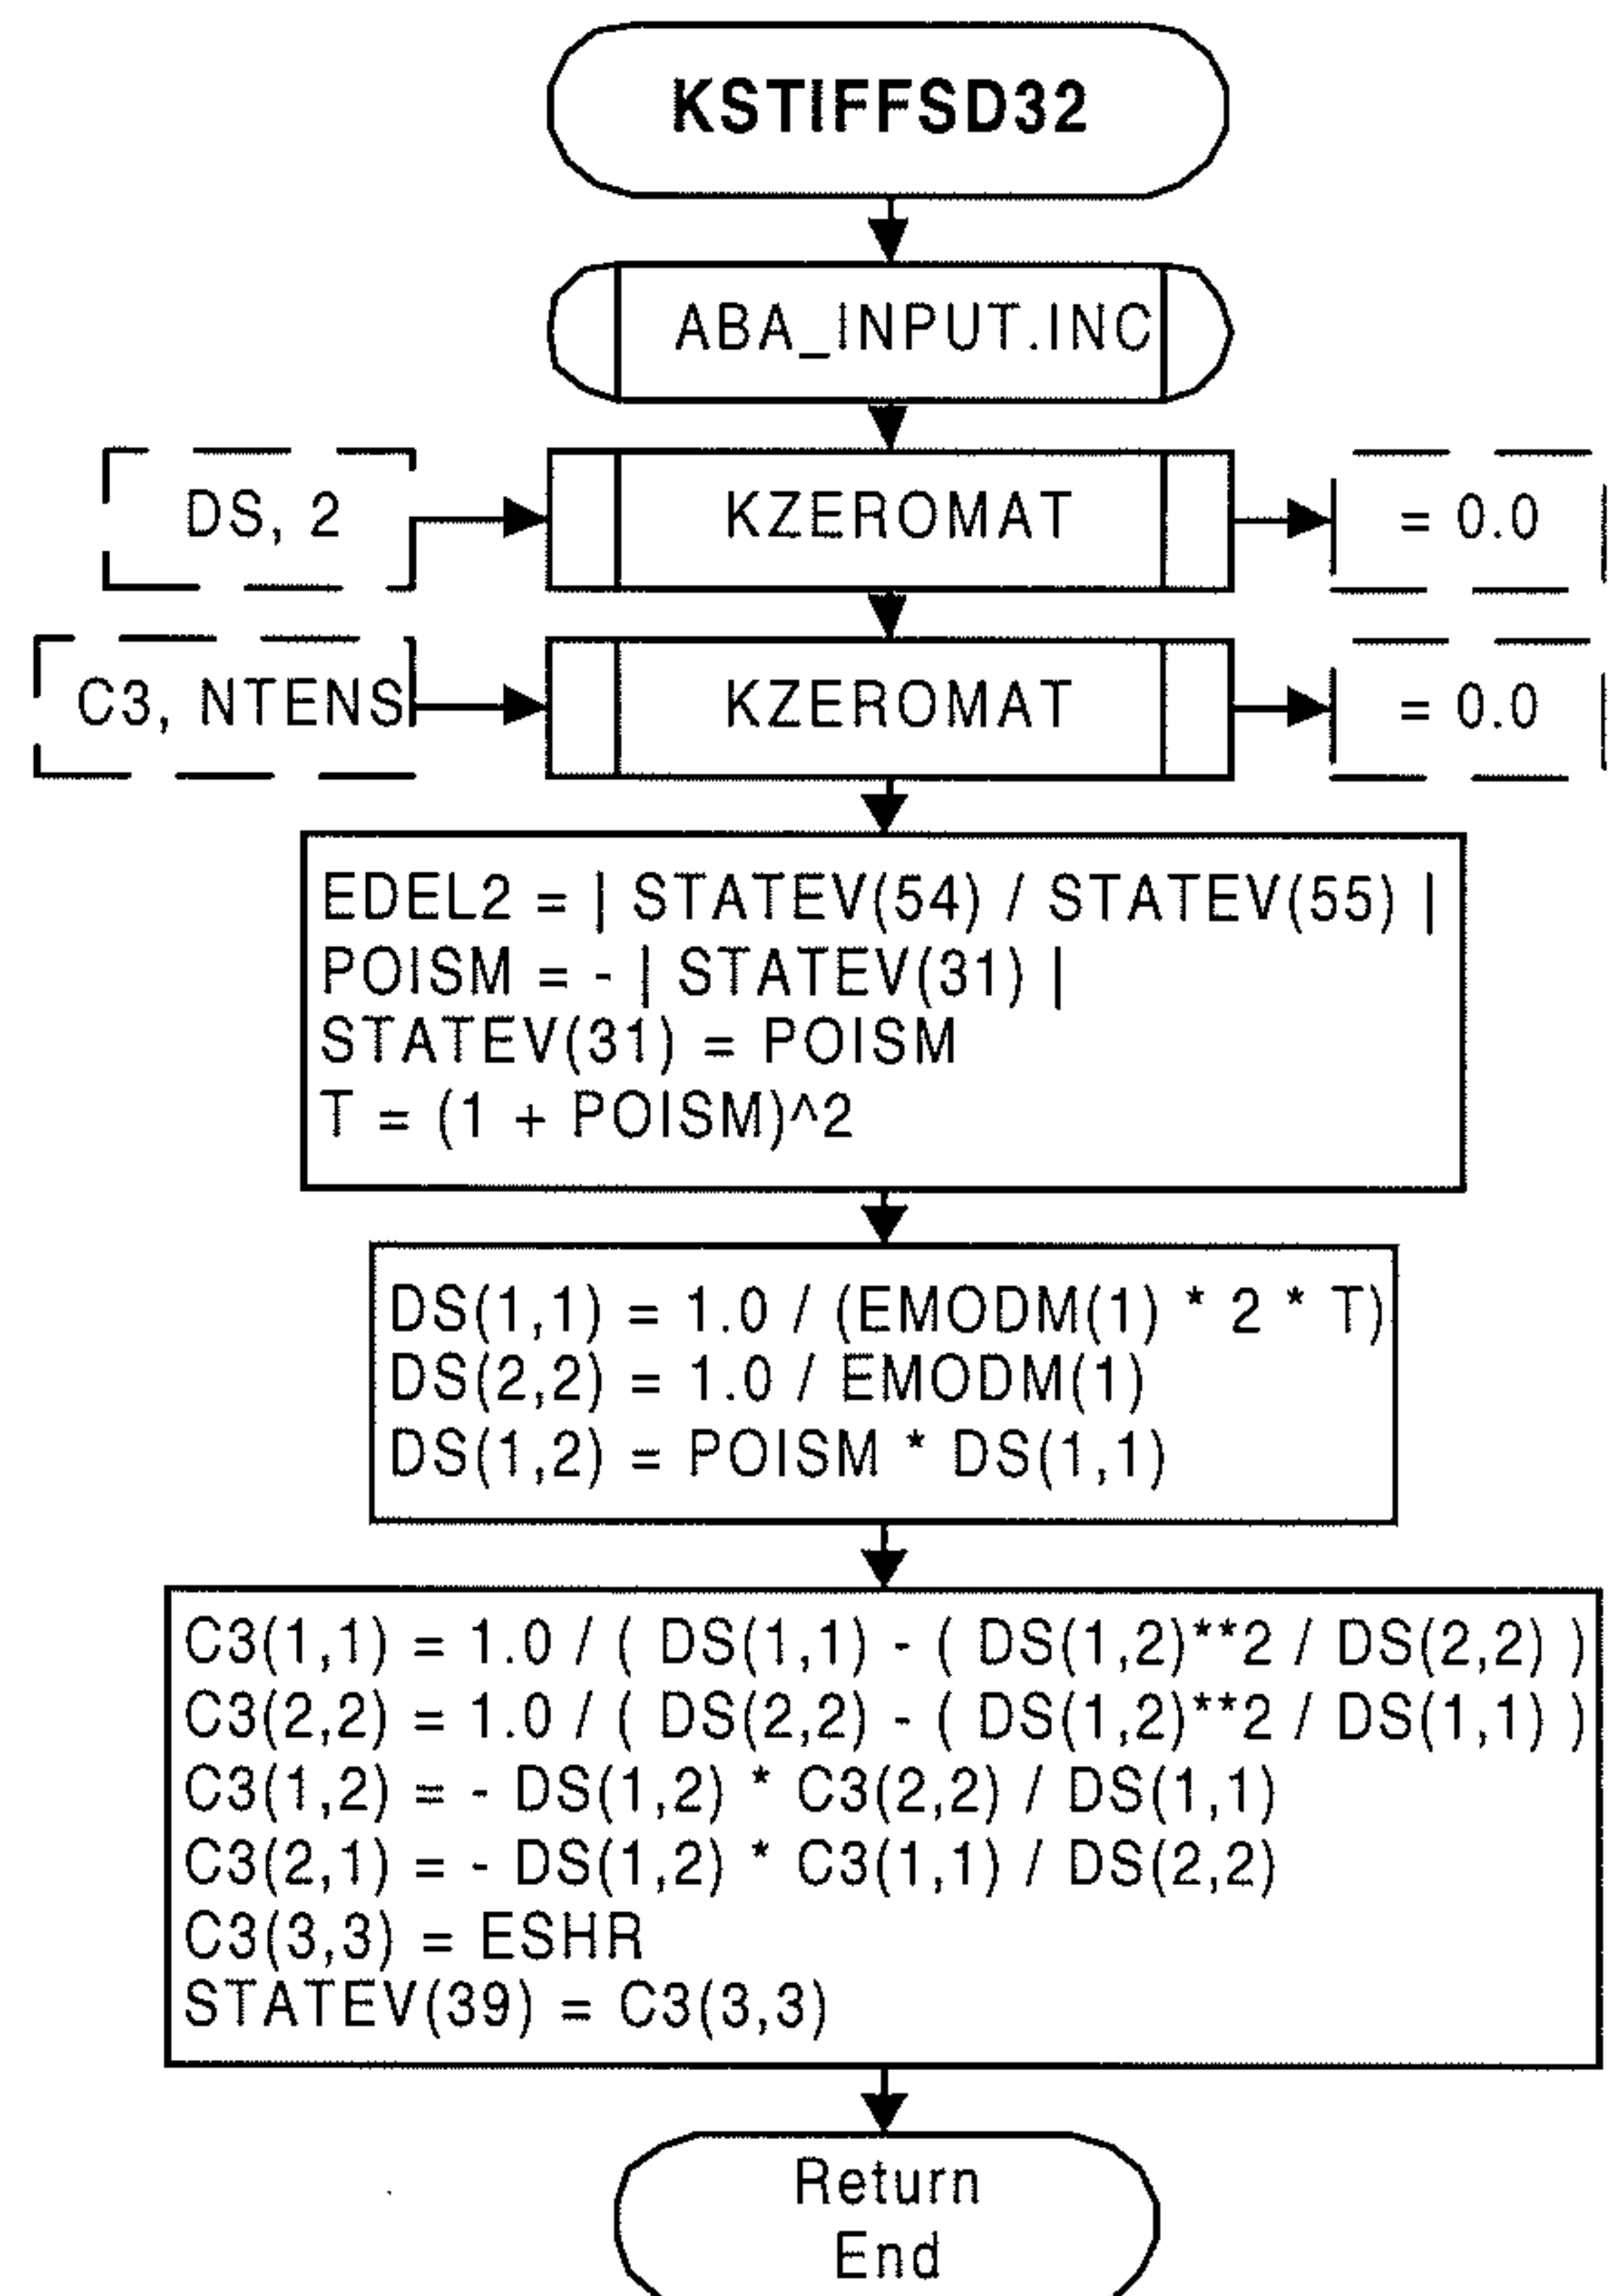 KSTIFFSD32
ABA_INPUT.INC
DS, 2
KZEROMAT
= 0.0
C3, NTENS
KZEROMAT
= 0.0
EDEL2 = | STATEV(54) / STATEV(55) |
POISM = - | STATEV(31) |
STATEV(31) = POISM
T = (1 + POISM)^2
DS(1,1) = 1.0 / (EMODM(1) * 2 * T)
DS(2,2) = 1.0 / EMODM(1)
DS(1,2) = POISM * DS(1,1)
C3(1,1) = 1.0 / ( DS(1,1) - ( DS(1,2)**2 / DS(2,2) ) )
C3(2,2) = 1.0 / ( DS(2,2) - ( DS(1,2)**2 / DS(1,1) ) )
C3(1,2) = - DS(1,2) * C3(2,2) / DS(1,1)
C3(2,1) = - DS(1,2) * C3(1,1) / DS(2,2)
C3(3,3) = ESHR
STATEV(39) = C3(3,3)
Return
End